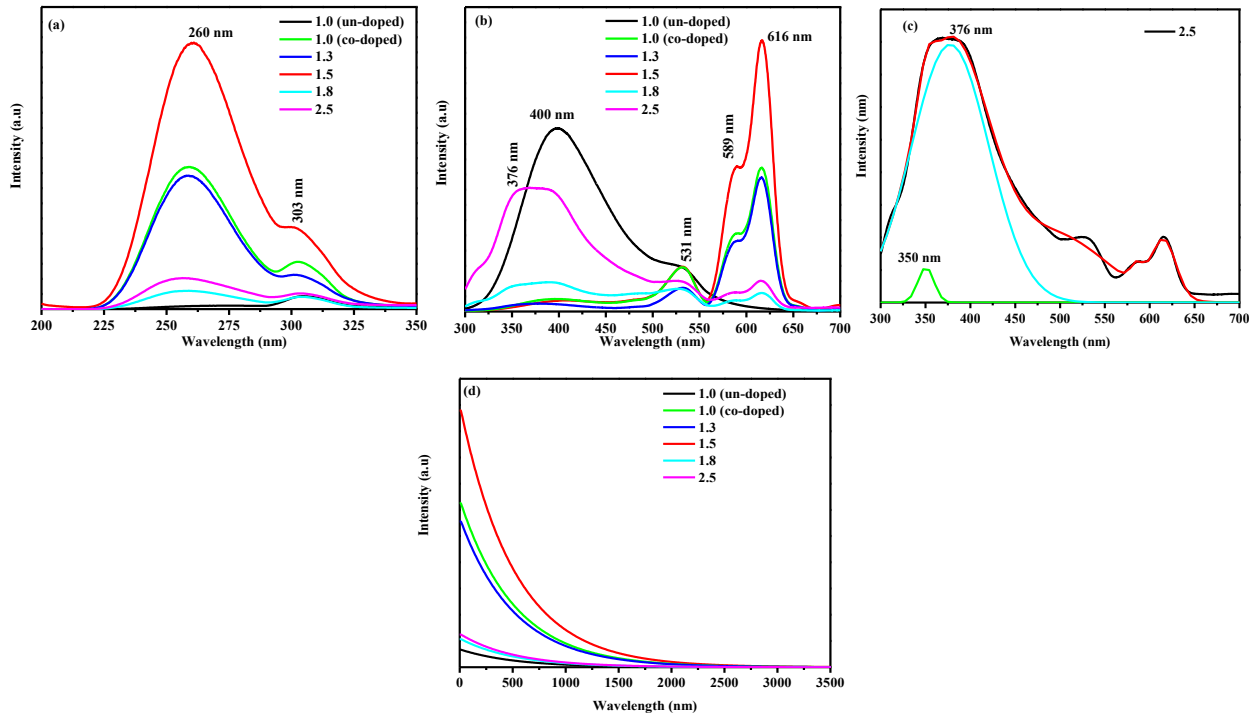 (a)
260 nm
303 nm
1.0 (un-doped)
1.0 (co-doped)
1.3
1.5
1.8
2.5
Intensity (a.u)
200 225 250 275 300 325 350
Wavelength (nm)
(b)
400 nm
376 nm
531 nm
589 nm
616 nm
1.0 (un-doped)
1.0 (co-doped)
1.3
1.5
1.8
2.5
Intensity (a.u)
300 350 400 450 500 550 600 650 700
Wavelength (nm)
(c)
376 nm
2.5
350 nm
Intensity (nm)
300 350 400 450 500 550 600 650 700
Wavelength (nm)
(d)
1.0 (un-doped)
1.0 (co-doped)
1.3
1.5
1.8
2.5
Intensity (a.u)
0 500 1000 1500 2000 2500 3000 3500
Wavelength (nm)